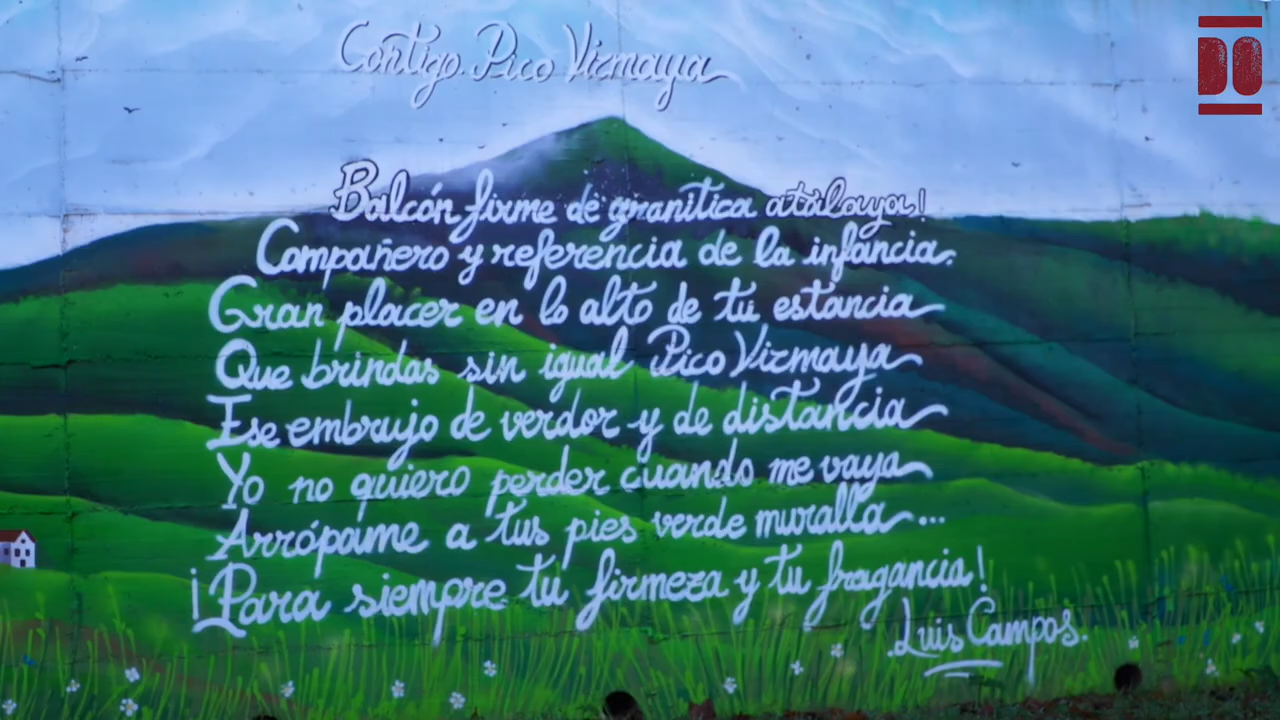 Contigo Pico Vizmaya
DO
Balcón firme de granítica atalaya!
Compañero y referencia de la infancia.
Gran placer en lo alto de tu estancia
Que brindas sin igual Pico Vizmaya
Ese embrujo de verdor y de distancia
Yo no quiero perder cuando me vaya
Arrópame a tus pies verde muralla...
¡Para siempre tu firmeza y tu fragancia!
Luis Campos.